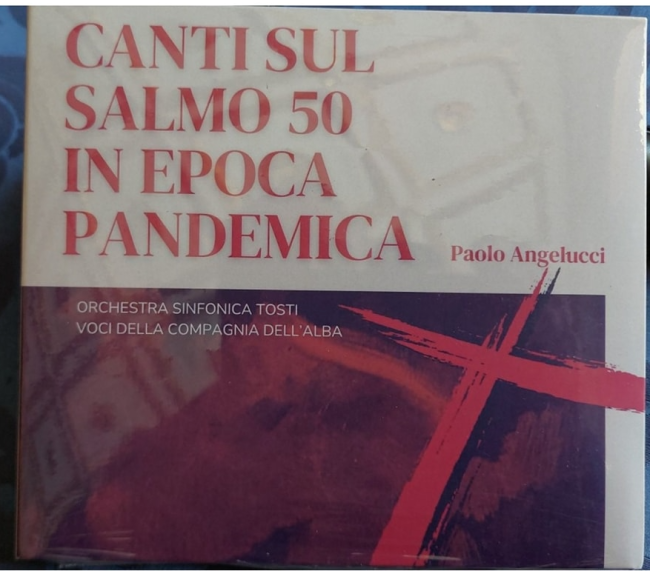 CANTI SUL
SALMO 50
IN EPOCA
PANDEMICA
Paolo Angelucci
ORCHESTRA SINFONICA TOSTI
VOCI DELLA COMPAGNIA DELL'ALBA